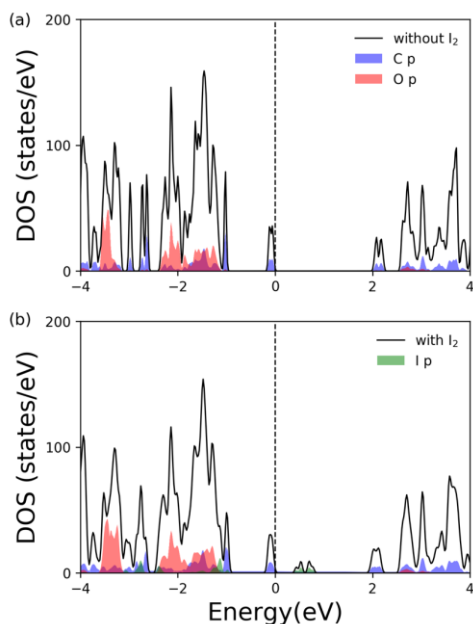 (a)
without I₂
C p
O p
200
100
0
DOS (states/eV)
−4
−2
0
2
4
(b)
with I₂
I p
200
100
0
DOS (states/eV)
−4
−2
0
2
4
Energy(eV)